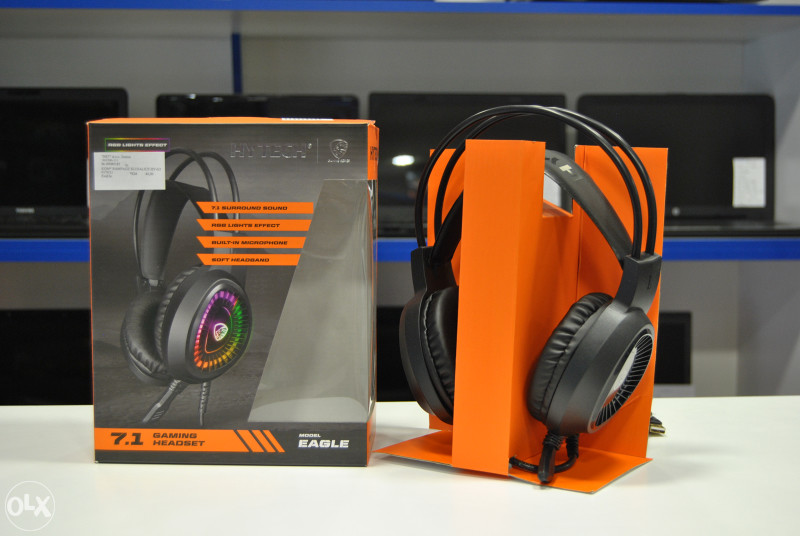 RGB LIGHTS EFFECT
HYTECH
7.1 SURROUND SOUND
RGB LIGHTS EFFECT
BUILT-IN MICROPHONE
SOFT HEADBAND
7.1 GAMING HEADSET
MODEL
EAGLE
OLX